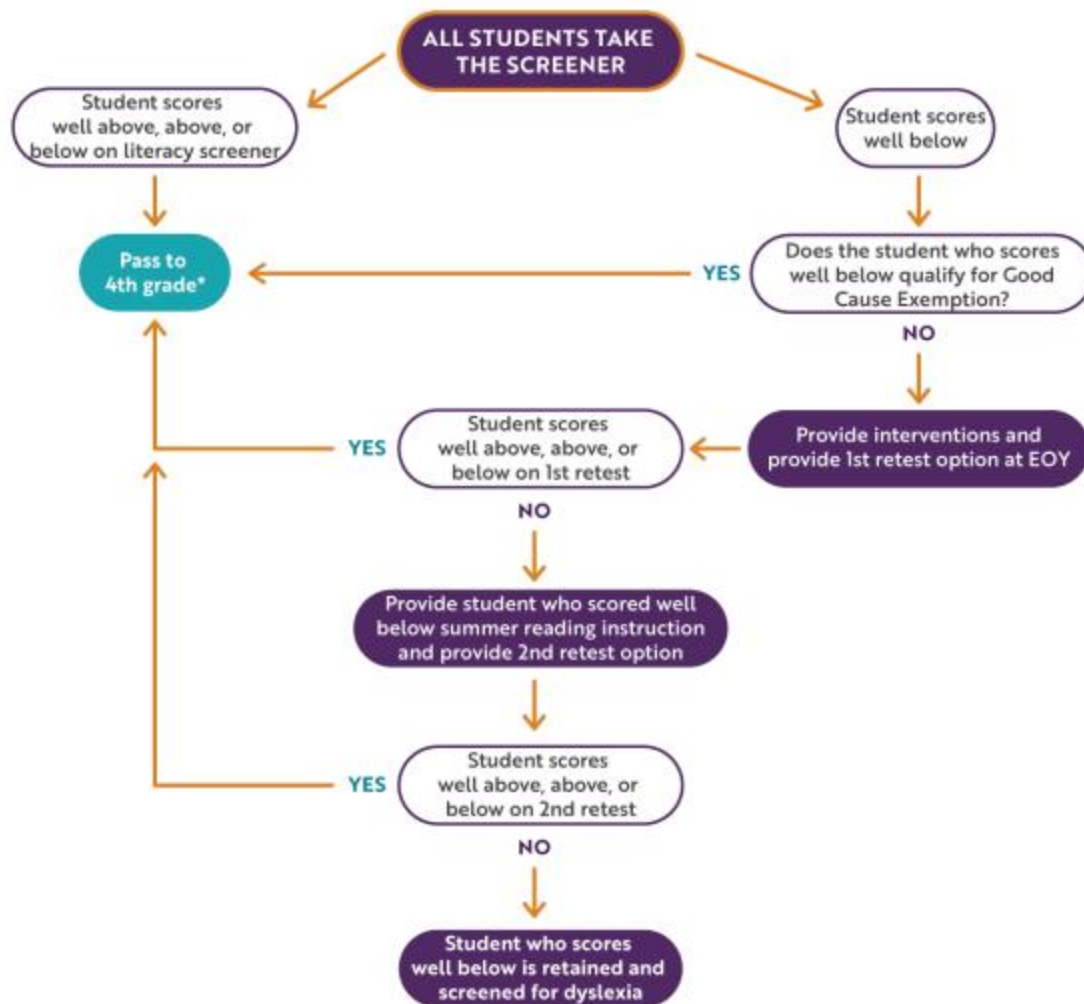 ALL STUDENTS TAKE
THE SCREENER
Student scores
well above, above, or
below on literacy screener
Student scores
well below
Pass to
4th grade*
YES
Does the student who scores
well below qualify for Good
Cause Exemption?
NO
Provide interventions and
provide 1st retest option at EOY
Student scores
well above, above, or
below on 1st retest
YES
NO
Provide student who scored well
below summer reading instruction
and provide 2nd retest option
Student scores
well above, above, or
below on 2nd retest
YES
NO
Student who scores
well below is retained and
screened for dyslexia